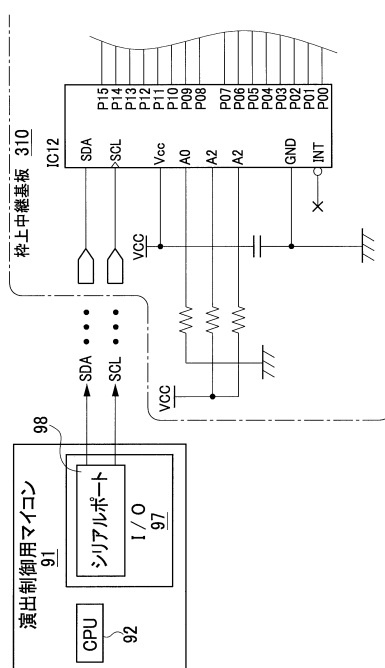 演出制御用マイコン
91
CPU
92
シリアルポート
98
I/O
97
SDA
SCL
枠上中継基板 310
IC12
SDA
SCL
Vcc
A0
A2
A2
GND
INT
VCC
VCC
P15
P14
P13
P12
P11
P10
P09
P08
P07
P06
P05
P04
P03
P02
P01
P00